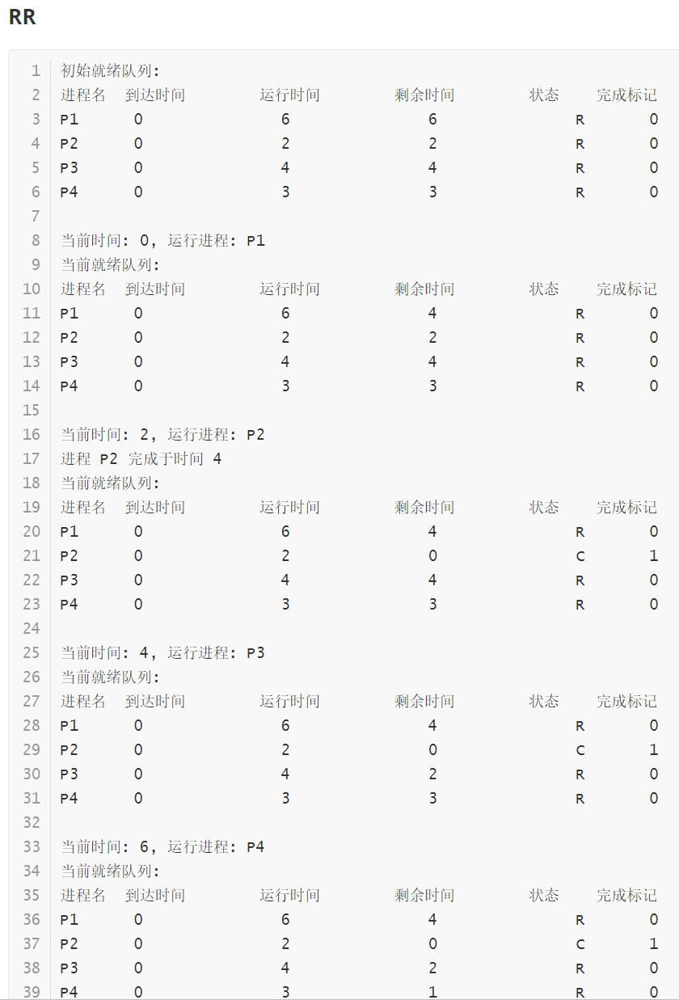 RR
1 初始就绪队列:
2 进程名 到达时间 运行时间 剩余时间 状态 完成标记
3 P1 0 6 6 R 0
4 P2 0 2 2 R 0
5 P3 0 4 4 R 0
6 P4 0 3 3 R 0
7
8 当前时间: 0, 运行进程: P1
9 当前就绪队列:
10 进程名 到达时间 运行时间 剩余时间 状态 完成标记
11 P1 0 6 4 R 0
12 P2 0 2 2 R 0
13 P3 0 4 4 R 0
14 P4 0 3 3 R 0
15
16 当前时间: 2, 运行进程: P2
17 进程 P2 完成于时间 4
18 当前就绪队列:
19 进程名 到达时间 运行时间 剩余时间 状态 完成标记
20 P1 0 6 4 R 0
21 P2 0 2 0 C 1
22 P3 0 4 4 R 0
23 P4 0 3 3 R 0
24
25 当前时间: 4, 运行进程: P3
26 当前就绪队列:
27 进程名 到达时间 运行时间 剩余时间 状态 完成标记
28 P1 0 6 4 R 0
29 P2 0 2 0 C 1
30 P3 0 4 2 R 0
31 P4 0 3 3 R 0
32
33 当前时间: 6, 运行进程: P4
34 当前就绪队列:
35 进程名 到达时间 运行时间 剩余时间 状态 完成标记
36 P1 0 6 4 R 0
37 P2 0 2 0 C 1
38 P3 0 4 2 R 0
39 P4 0 3 1 R 0